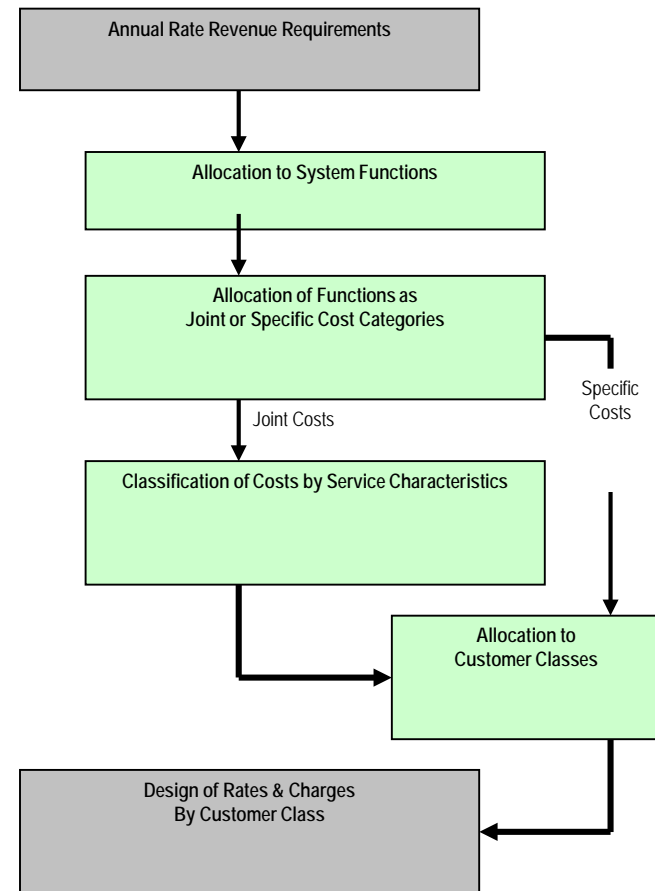 Annual Rate Revenue Requirements
Allocation to System Functions
Allocation of Functions as
Joint or Specific Cost Categories
Specific
Costs
Joint Costs
Classification of Costs by Service Characteristics
Allocation to
Customer Classes
Design of Rates & Charges
By Customer Class